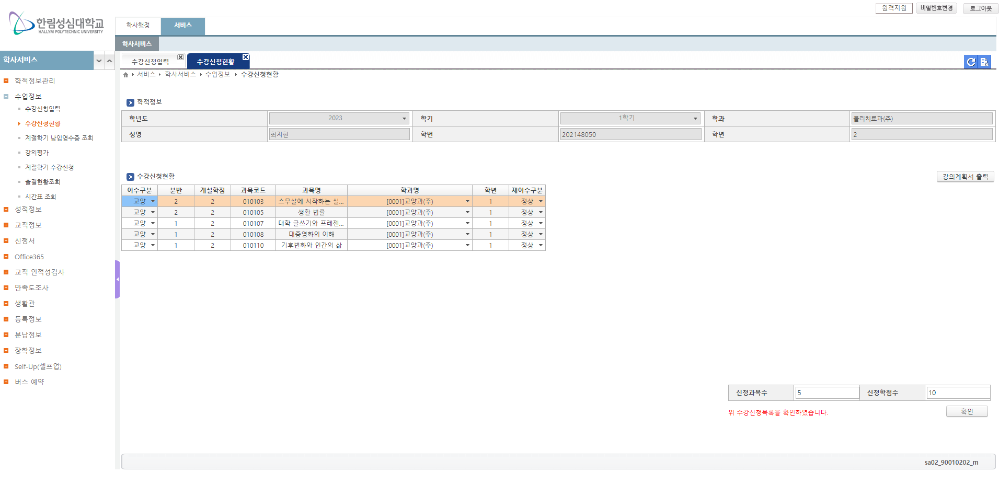 원격지원 비밀번호변경 로그아웃
한림성심대학교
HALLYM POLYTECHNIC UNIVERSITY
학사행정 서비스
학사서비스
학사서비스
수강신청입력 수강신청현황
서비스 학사서비스 수업정보 수강신청현황
학적정보관리
수업정보
수강신청입력
수강신청현황
계절학기 납입영수증 조회
강의평가
계절학기 수강신청
출결현황조회
시간표 조회
성적정보
교직정보
신청서
Office365
교직 인적성검사
만족도조사
생활관
등록정보
분납정보
장학정보
Self-Up(셀프업)
버스 예약
학적정보
학년도 2023 학기 1학기 학과 물리치료과(주)
성명 최지현 학번 202148050 학년 2
수강신청현황 강의계획서 출력
이수구분 분반 개설학점 과목코드 과목명 학과명 학년 재이수구분
교양 2 2 010103 스무살에 시작하는 실... [0001]교양과(주) 1 정상
교양 2 2 010105 생활 법률 [0001]교양과(주) 1 정상
교양 1 2 010107 대학 글쓰기와 프레젠... [0001]교양과(주) 1 정상
교양 1 2 010108 대중영화의 이해 [0001]교양과(주) 1 정상
교양 1 2 010110 기후변화와 인간의 삶 [0001]교양과(주) 1 정상
신청과목수 5 신청학점수 10
위 수강신청목록을 확인하였습니다. 확인
sa02_90010202_m